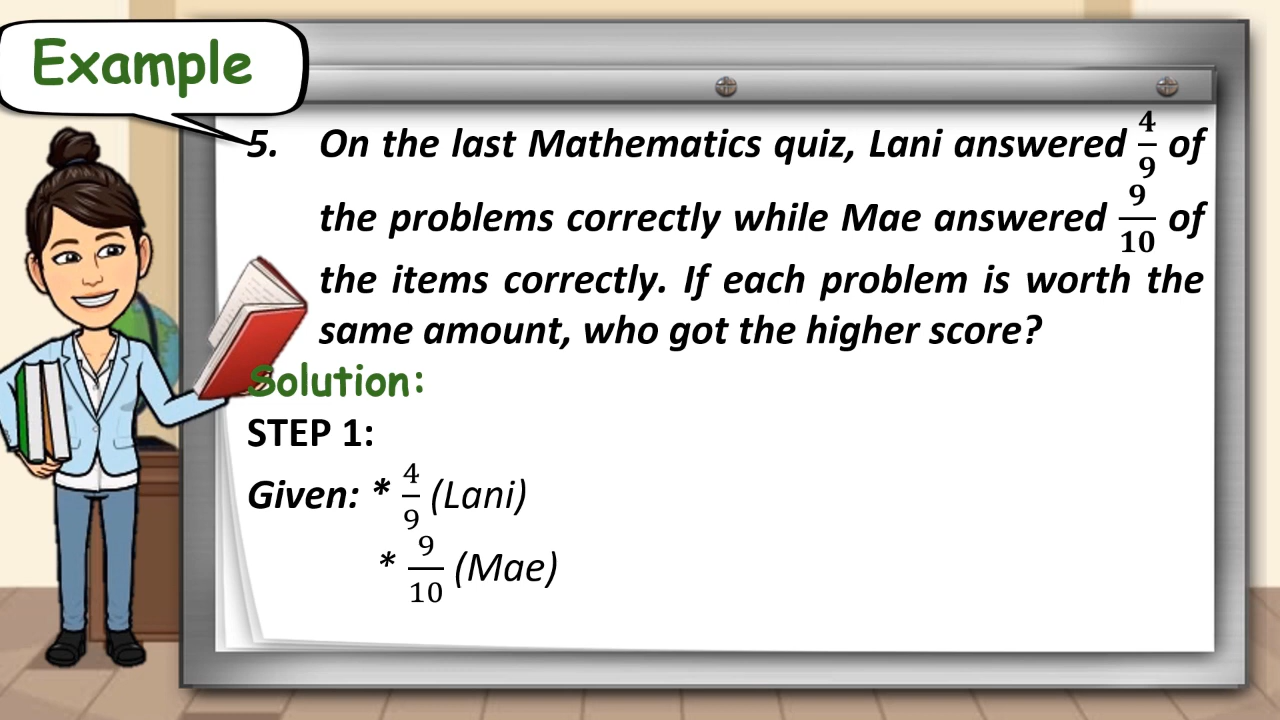 Example
5. On the last Mathematics quiz, Lani answered 4/9 of
the problems correctly while Mae answered 9/10 of
the items correctly. If each problem is worth the
same amount, who got the higher score?
Solution:
STEP 1:
Given: * 4/9 (Lani)
* 9/10 (Mae)